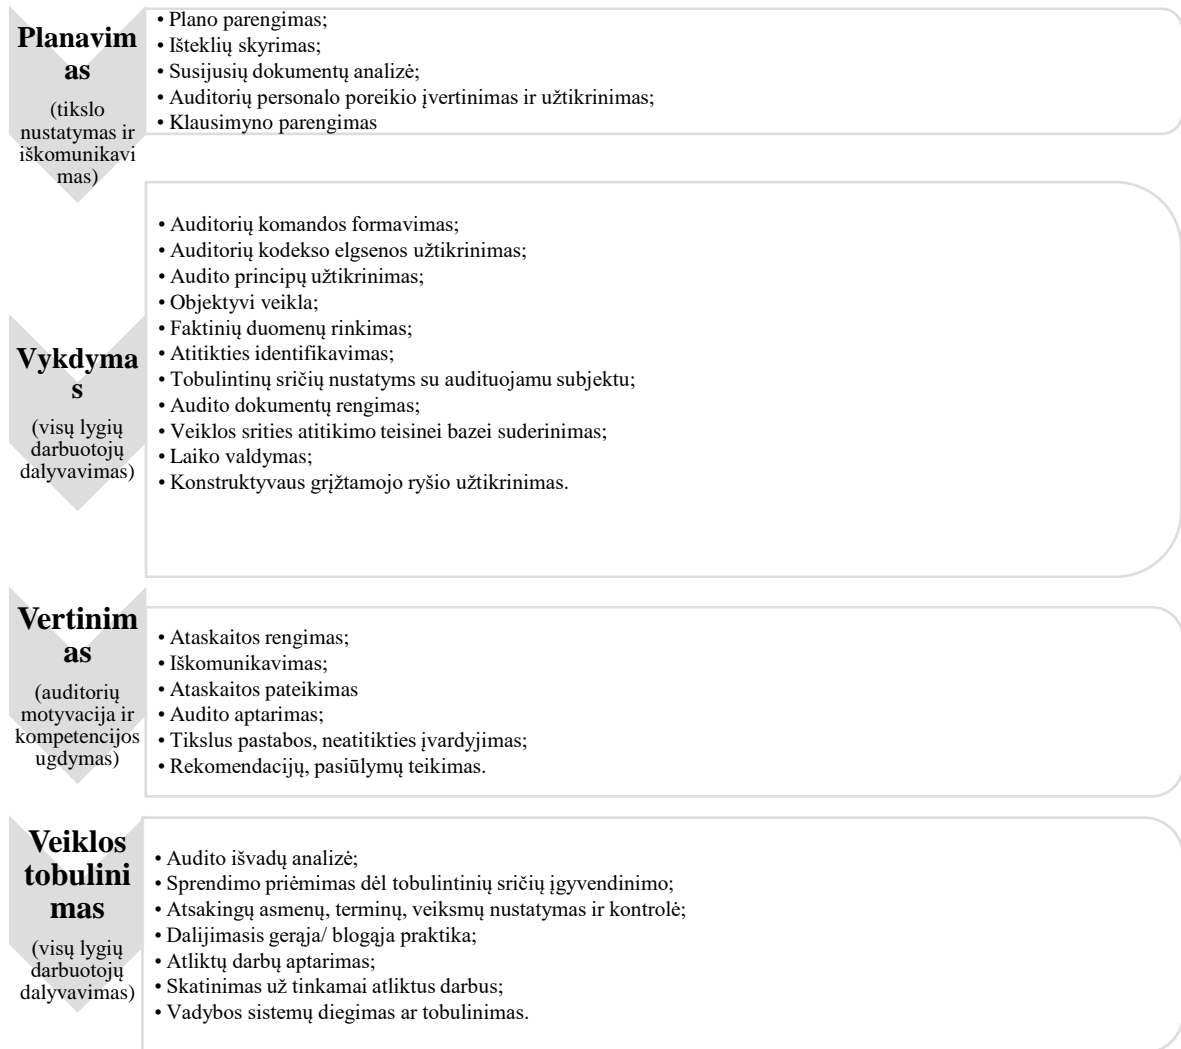 Planavim
as
(tikslo
nustatymas ir
iškomunikavi
mas)
• Plano parengimas;
• Išteklių skyrimas;
• Susijusių dokumentų analizė;
• Auditorių personalo poreikio įvertinimas ir užtikrinimas;
• Klausimyno parengimas
Vykdyma
s
(visų lygių
darbuotojų
dalyvavimas)
• Auditorių komandos formavimas;
• Auditorių kodekso elgsenos užtikrinimas;
• Audito principų užtikrinimas;
• Objektyvi veikla;
• Faktinių duomenų rinkimas;
• Atitikties identifikavimas;
• Tobulintinų sričių nustatyms su audituojamu subjektu;
• Audito dokumentų rengimas;
• Veiklos srities atitikimo teisinei bazei suderinimas;
• Laiko valdymas;
• Konstruktyvaus grįžtamojo ryšio užtikrinimas.
Vertinim
as
(auditorių
motyvacija ir
kompetencijos
ugdymas)
• Ataskaitos rengimas;
• Iškomunikavimas;
• Ataskaitos pateikimas
• Audito aptarimas;
• Tikslus pastabos, neatitikties įvardyjimas;
• Rekomendacijų, pasiūlymų teikimas.
Veiklos
tobulini
mas
(visų lygių
darbuotojų
dalyvavimas)
• Audito išvadų analizė;
• Sprendimo priėmimas dėl tobulintinių sričių įgyvendinimo;
• Atsakingų asmenų, terminų, veiksmų nustatymas ir kontrolė;
• Dalijimasis gerąja/ blogąja praktika;
• Atliktų darbų aptarimas;
• Skatinimas už tinkamai atliktus darbus;
• Vadybos sistemų diegimas ar tobulinimas.